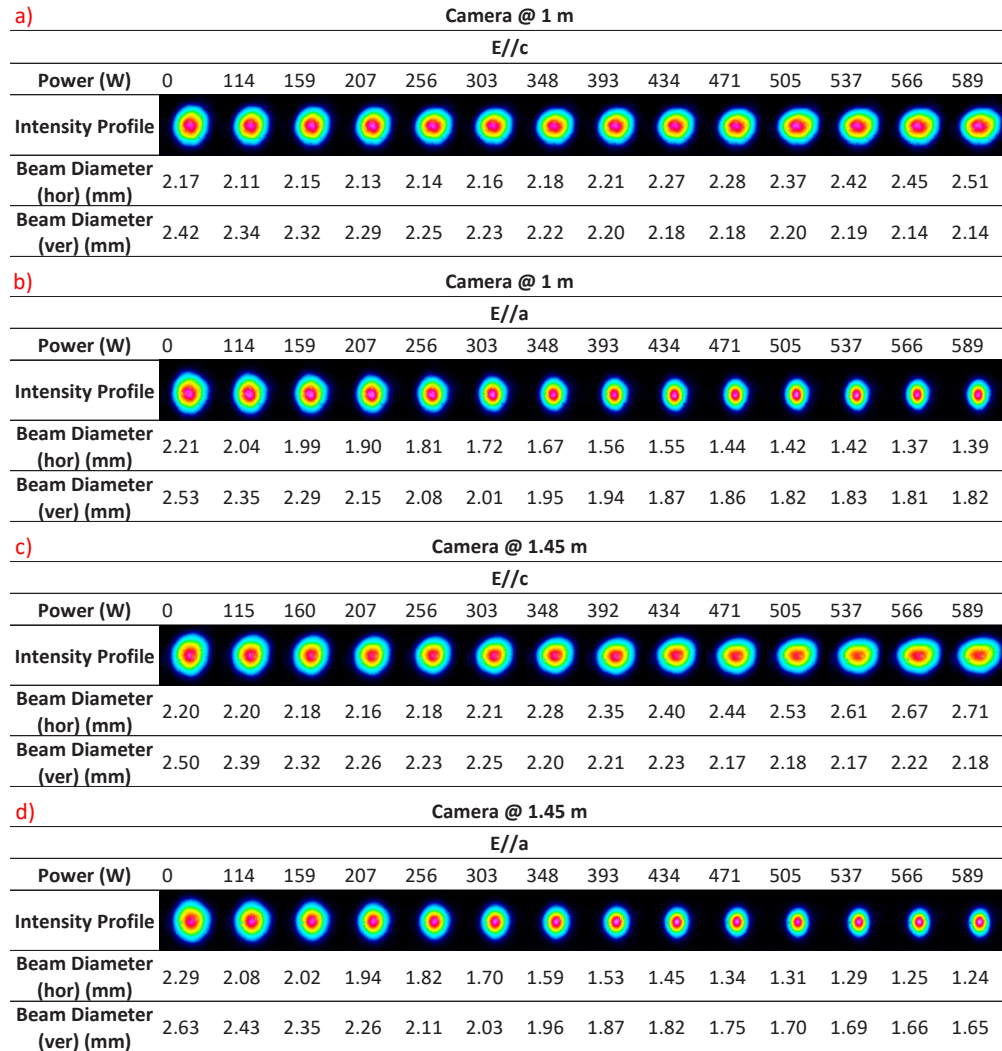 a) Camera @ 1 m
E//c
Power (W) 0 114 159 207 256 303 348 393 434 471 505 537 566 589
Intensity Profile
Beam Diameter (hor) (mm) 2.17 2.11 2.15 2.13 2.14 2.16 2.18 2.21 2.27 2.28 2.37 2.42 2.45 2.51
Beam Diameter (ver) (mm) 2.42 2.34 2.32 2.29 2.25 2.23 2.22 2.20 2.18 2.18 2.20 2.19 2.14 2.14
b) Camera @ 1 m
E//a
Power (W) 0 114 159 207 256 303 348 393 434 471 505 537 566 589
Intensity Profile
Beam Diameter (hor) (mm) 2.21 2.04 1.99 1.90 1.81 1.72 1.67 1.56 1.55 1.44 1.42 1.42 1.37 1.39
Beam Diameter (ver) (mm) 2.53 2.35 2.29 2.15 2.08 2.01 1.95 1.94 1.87 1.86 1.82 1.83 1.81 1.82
c) Camera @ 1.45 m
E//c
Power (W) 0 115 160 207 256 303 348 392 434 471 505 537 566 589
Intensity Profile
Beam Diameter (hor) (mm) 2.20 2.20 2.18 2.16 2.18 2.21 2.28 2.35 2.40 2.44 2.53 2.61 2.67 2.71
Beam Diameter (ver) (mm) 2.50 2.39 2.32 2.26 2.23 2.25 2.20 2.21 2.23 2.17 2.18 2.17 2.22 2.18
d) Camera @ 1.45 m
E//a
Power (W) 0 114 159 207 256 303 348 393 434 471 505 537 566 589
Intensity Profile
Beam Diameter (hor) (mm) 2.29 2.08 2.02 1.94 1.82 1.70 1.59 1.53 1.45 1.34 1.31 1.29 1.25 1.24
Beam Diameter (ver) (mm) 2.63 2.43 2.35 2.26 2.11 2.03 1.96 1.87 1.82 1.75 1.70 1.69 1.66 1.65